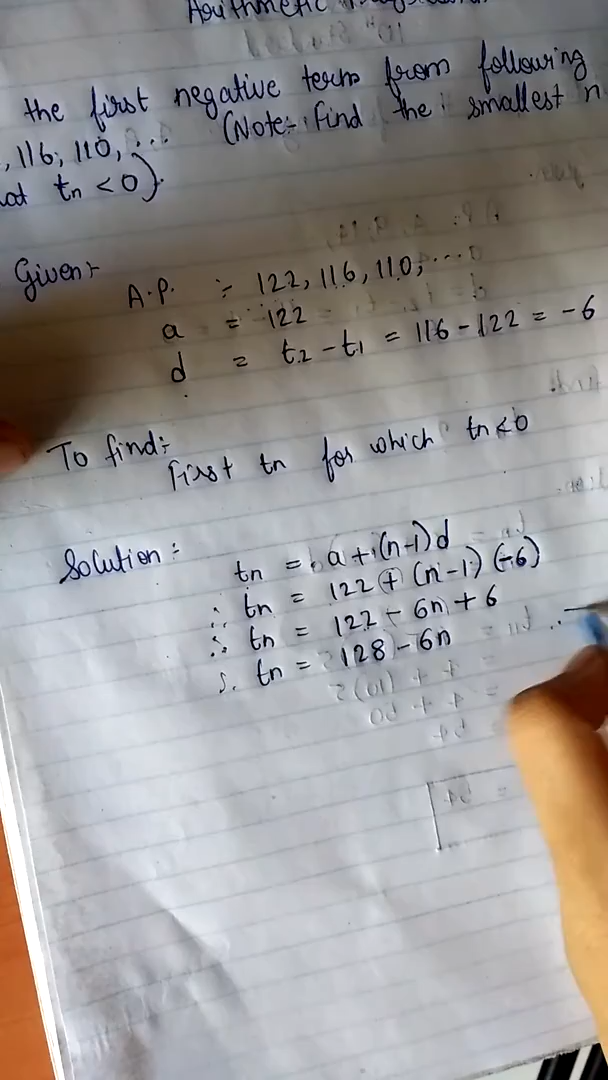 Arithmetic
the first negative term from following
, 116, 110, ... (Note:- Find the smallest n
at tn < 0).
Given:-
A.P. :- 122, 116, 110, ...
a = 122
d = t2 - t1 = 116 - 122 = -6
To find:-
First tn for which tn < 0
Solution :-
tn = a + (n-1)d
∴ tn = 122 + (n-1) (-6)
∴ tn = 122 - 6n + 6
∴ tn = 128 - 6n